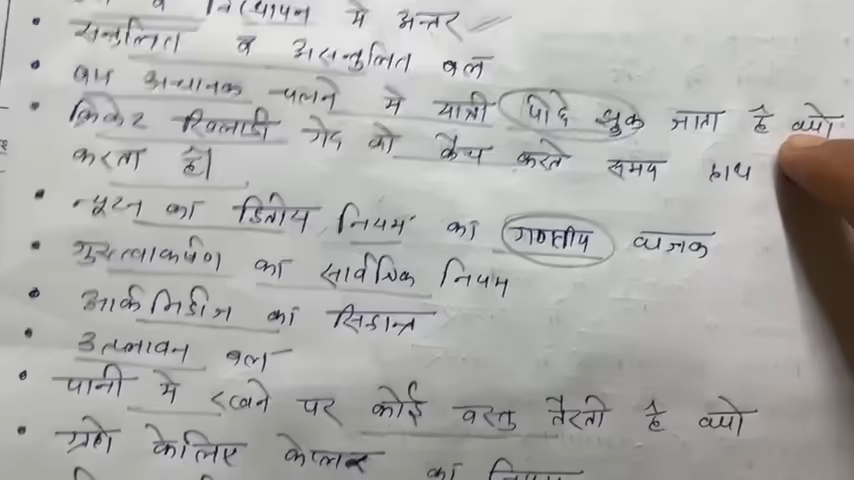 व विस्थापन मे अन्तर
सन्तुलित व असन्तुलित बल
बस अचानक चलने मे यात्री पीछे झुक जाता है क्यो
क्रिकेट खिलाडी गेद को कैच करते समय हाथ
करता है।
न्यूटन का द्वितीय नियम का गणितीय व्यंजक
गुरुत्वाकर्षण का सार्वत्रिक नियम
आर्कमिडीज का सिद्धान्त
उत्प्लावन बल
पानी मे रखने पर कोई वस्तु तैरती है क्यो
ग्रहो केलिए केप्लर का नियम